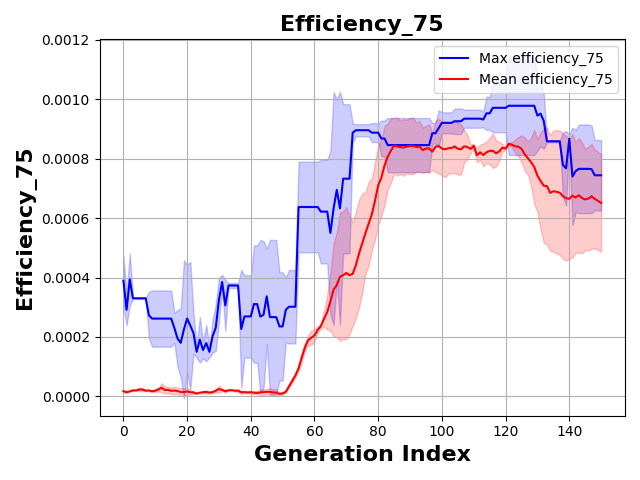 Efficiency_75
Max efficiency_75
Mean efficiency_75
Efficiency_75
0.0012
0.0010
0.0008
0.0006
0.0004
0.0002
0.0000
0 20 40 60 80 100 120 140
Generation Index